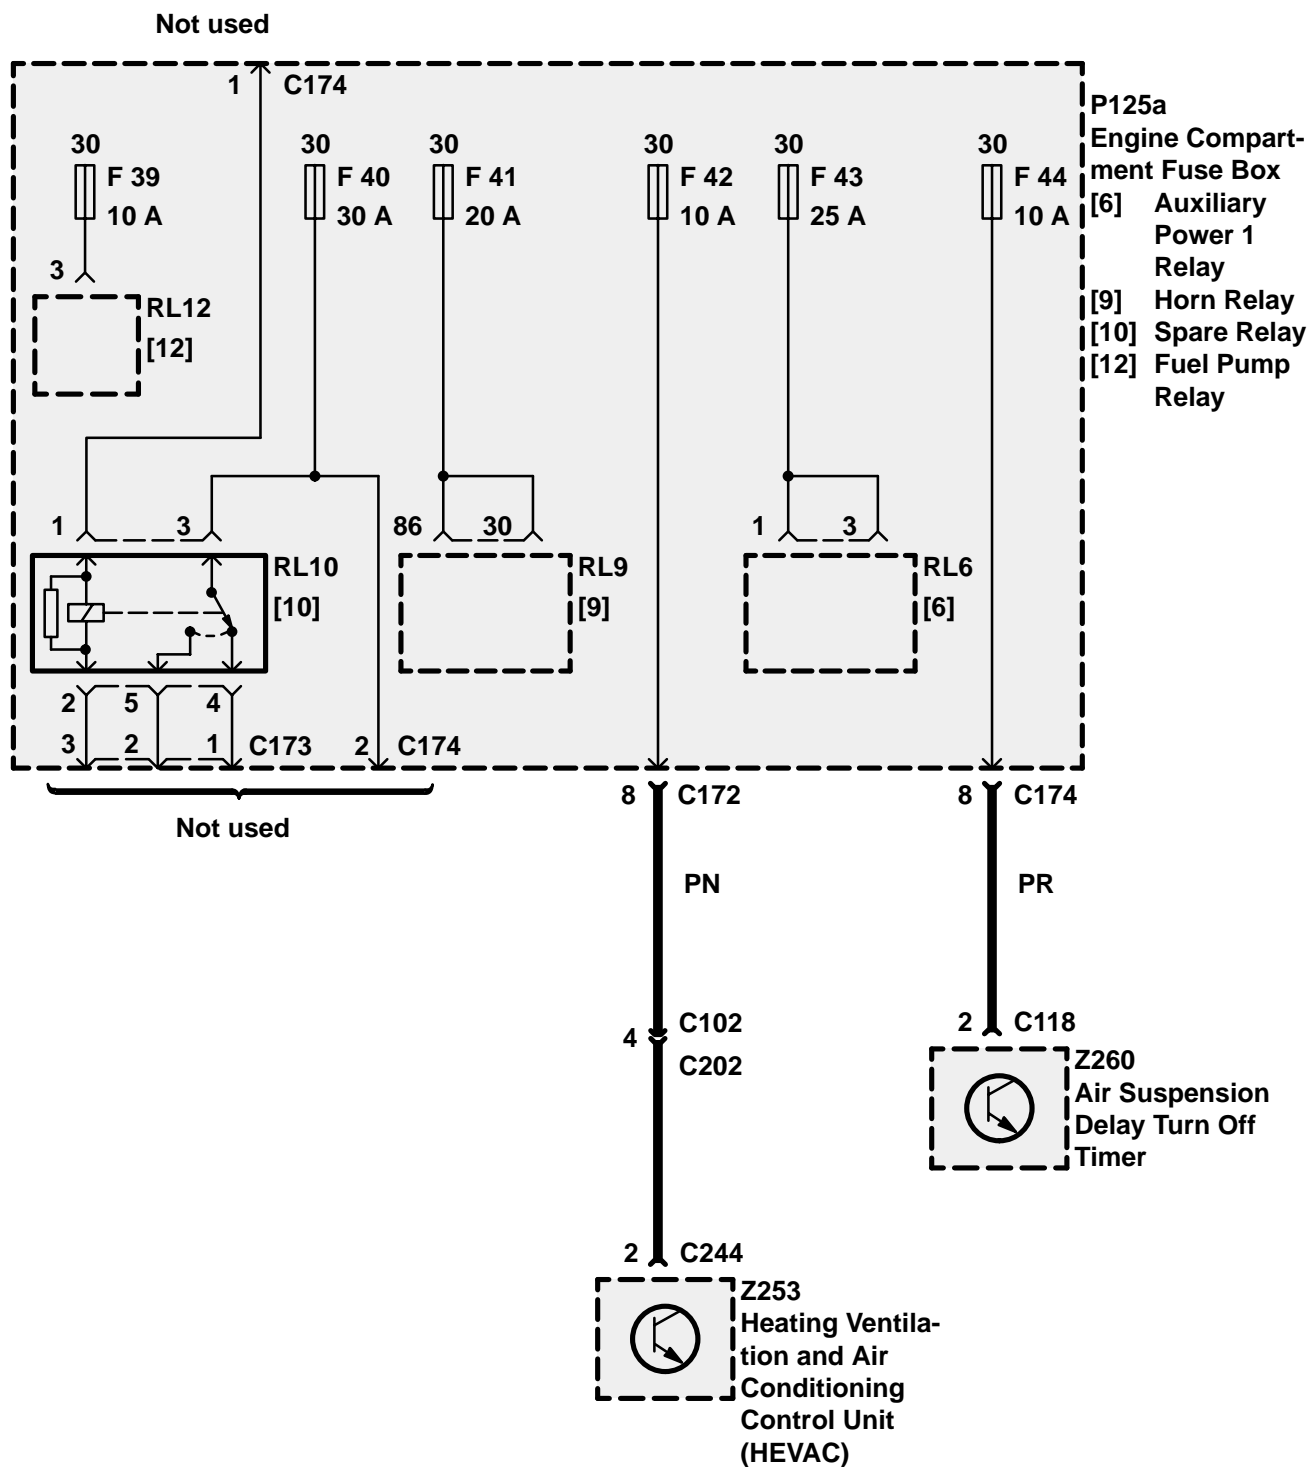 Not used
1 C174
P125a
Engine Compart-
ment Fuse Box
[6] Auxiliary
Power 1
Relay
[9] Horn Relay
[10] Spare Relay
[12] Fuel Pump
Relay
30 30 30 30 30 30
F 39 F 40 F 41 F 42 F 43 F 44
10 A 30 A 20 A 10 A 25 A 10 A
3
RL12
[12]
1 3 86 30 1 3
RL10 RL9 RL6
[10] [9] [6]
2 5 4
3 2 1 C173 2 C174
8 C172 8 C174
Not used
PN PR
C102
4
C202
2 C118
Z260
Air Suspension
Delay Turn Off
Timer
2 C244
Z253
Heating Ventila-
tion and Air
Conditioning
Control Unit
(HEVAC)